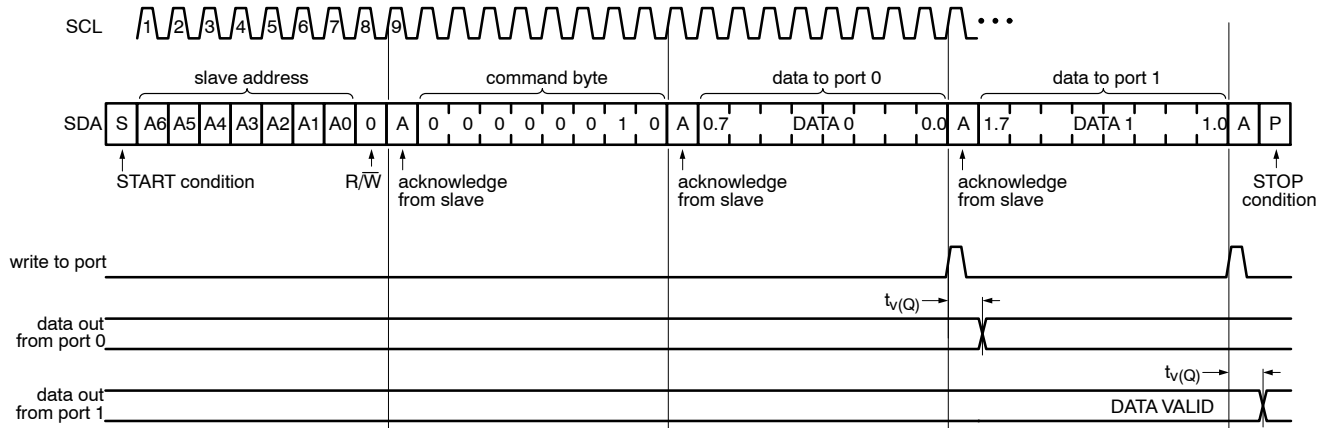 SCL 1 2 3 4 5 6 7 8 9 •••
slave address command byte data to port 0 data to port 1
SDA S A6 A5 A4 A3 A2 A1 A0 0 A 0 0 0 0 0 0 1 0 A 0.7 DATA 0 0.0 A 1.7 DATA 1 1.0 A P
START condition R/W̅ acknowledge acknowledge acknowledge STOP
from slave from slave from slave condition
write to port
tv(Q)
data out
from port 0
tv(Q)
data out
from port 1 DATA VALID